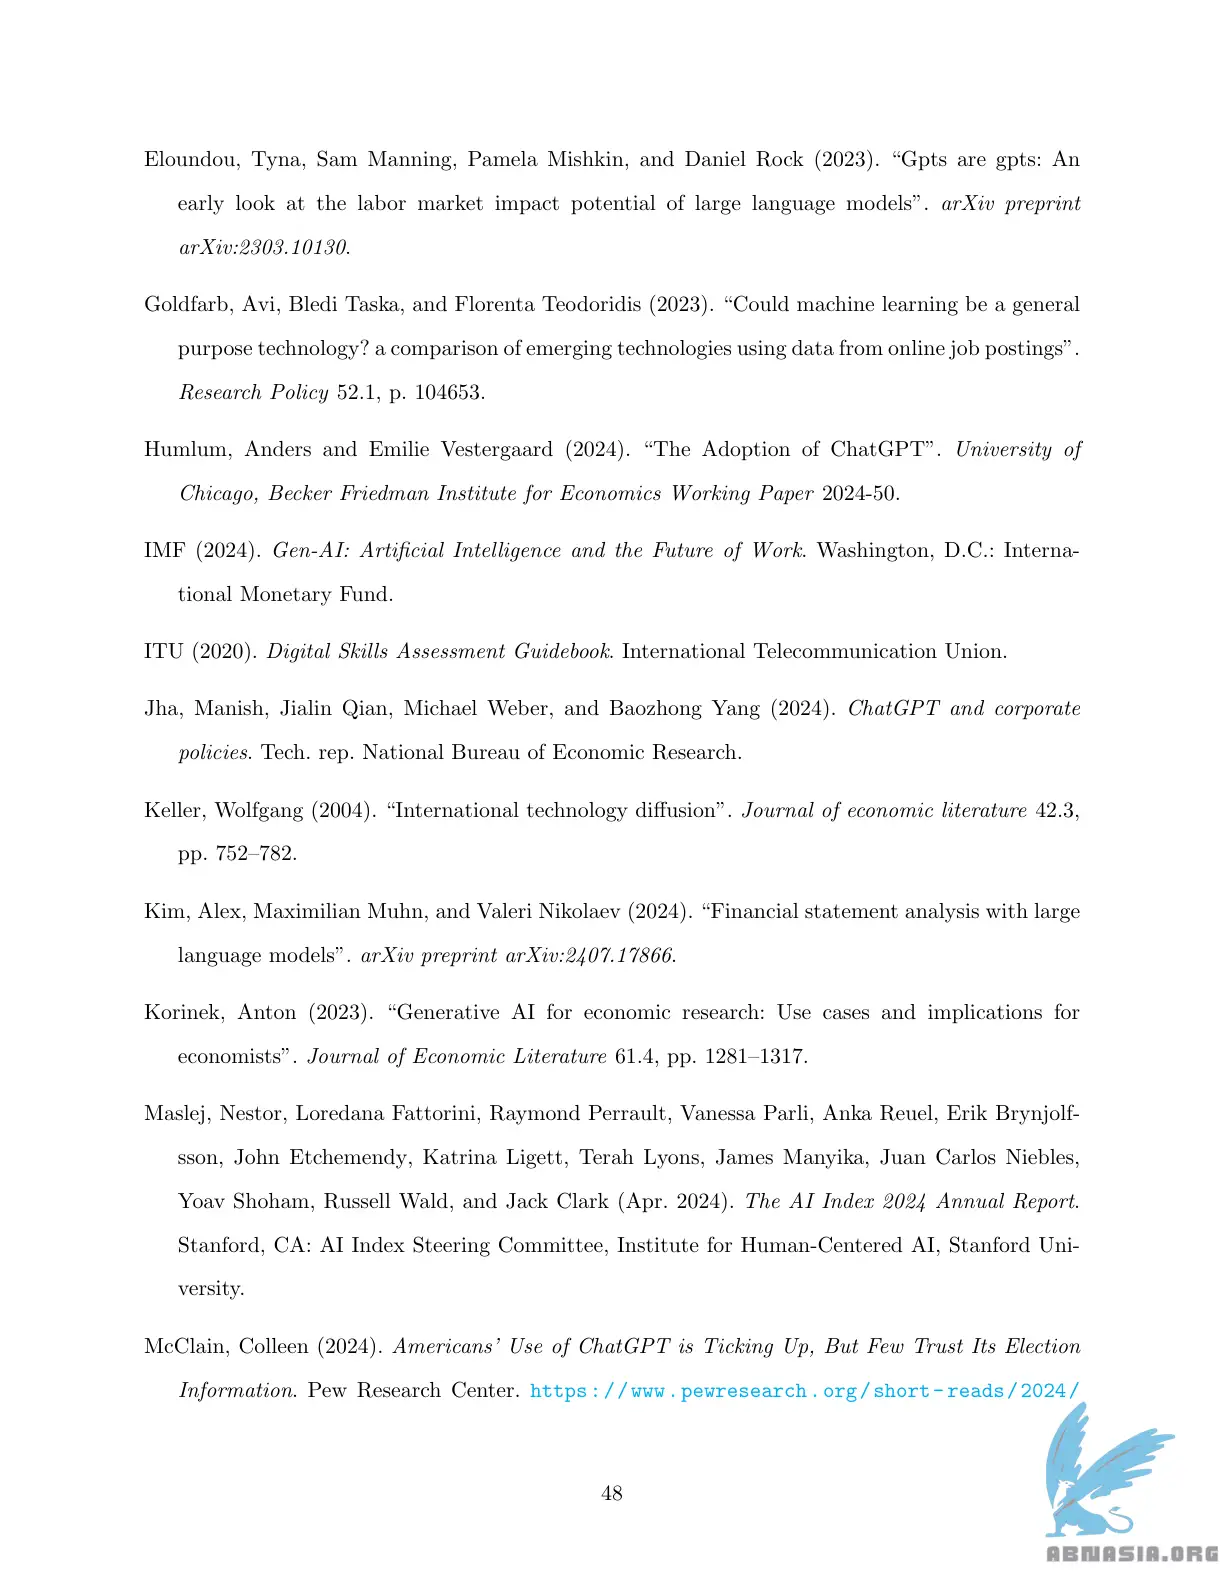 Eloundou, Tyna, Sam Manning, Pamela Mishkin, and Daniel Rock (2023). “Gpts are gpts: An
early look at the labor market impact potential of large language models”. arXiv preprint
arXiv:2303.10130.
Goldfarb, Avi, Bledi Taska, and Florenta Teodoridis (2023). “Could machine learning be a general
purpose technology? a comparison of emerging technologies using data from online job postings”.
Research Policy 52.1, p. 104653.
Humlum, Anders and Emilie Vestergaard (2024). “The Adoption of ChatGPT”. University of
Chicago, Becker Friedman Institute for Economics Working Paper 2024-50.
IMF (2024). Gen-AI: Artificial Intelligence and the Future of Work. Washington, D.C.: Interna-
tional Monetary Fund.
ITU (2020). Digital Skills Assessment Guidebook. International Telecommunication Union.
Jha, Manish, Jialin Qian, Michael Weber, and Baozhong Yang (2024). ChatGPT and corporate
policies. Tech. rep. National Bureau of Economic Research.
Keller, Wolfgang (2004). “International technology diffusion”. Journal of economic literature 42.3,
pp. 752–782.
Kim, Alex, Maximilian Muhn, and Valeri Nikolaev (2024). “Financial statement analysis with large
language models”. arXiv preprint arXiv:2407.17866.
Korinek, Anton (2023). “Generative AI for economic research: Use cases and implications for
economists”. Journal of Economic Literature 61.4, pp. 1281–1317.
Maslej, Nestor, Loredana Fattorini, Raymond Perrault, Vanessa Parli, Anka Reuel, Erik Brynjolf-
sson, John Etchemendy, Katrina Ligett, Terah Lyons, James Manyika, Juan Carlos Niebles,
Yoav Shoham, Russell Wald, and Jack Clark (Apr. 2024). The AI Index 2024 Annual Report.
Stanford, CA: AI Index Steering Committee, Institute for Human-Centered AI, Stanford Uni-
versity.
McClain, Colleen (2024). Americans’ Use of ChatGPT is Ticking Up, But Few Trust Its Election
Information. Pew Research Center. https://www.pewresearch.org/short-reads/2024/
48
ABNASIA.ORG